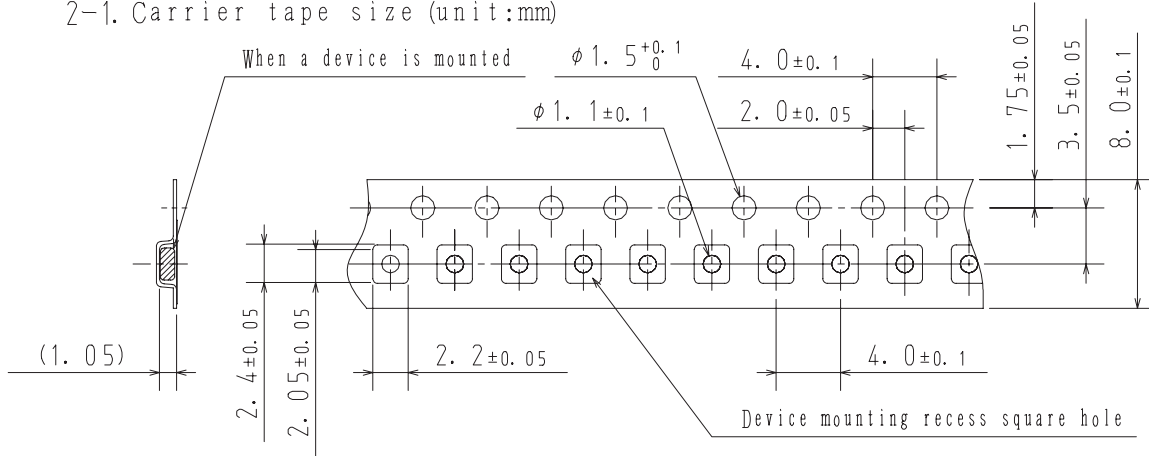 2-1. Carrier tape size (unit:mm)
When a device is mounted
φ1.5 +0.1 0
4.0±0.1
φ1.1±0.1
2.0±0.05
1.75±0.05
3.5±0.05
8.0±0.1
(1.05)
2.4±0.05
2.05±0.05
2.2±0.05
4.0±0.1
Device mounting recess square hole